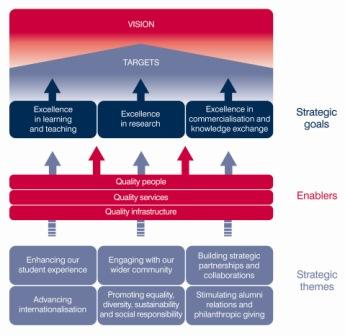 VISION
TARGETS
Excellence
in learning
and teaching
Excellence
in research
Excellence in
commercialisation and
knowledge exchange
Strategic
goals
Quality people
Quality services
Quality infrastructure
Enablers
Enhancing our
student experience
Engaging with our
wider community
Building strategic
partnerships and
collaborations
Strategic
themes
Advancing
internationalisation
Promoting equality,
diversity, sustainability
and social responsibility
Stimulating alumni
relations and
philanthropic giving